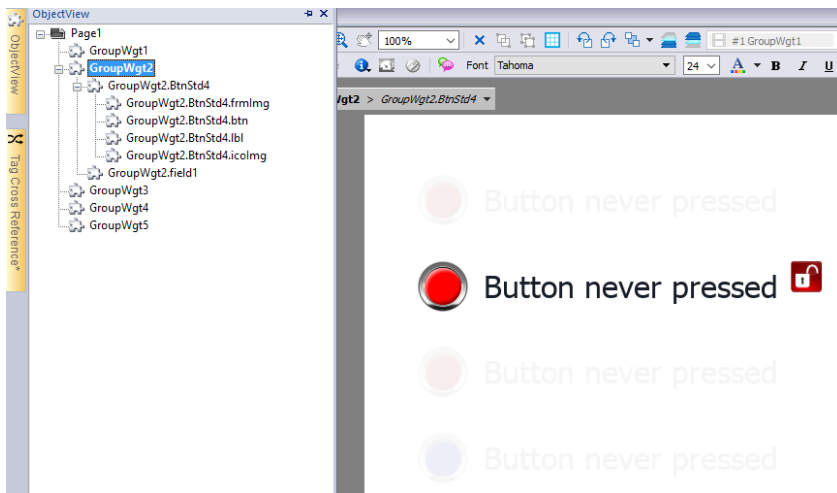 ObjectView
ObjectView
Tag Cross Reference*
Page1
GroupWgt1
GroupWgt2
GroupWgt2.BtnStd4
GroupWgt2.BtnStd4.frmImg
GroupWgt2.BtnStd4.btn
GroupWgt2.BtnStd4.lbl
GroupWgt2.BtnStd4.icoImg
GroupWgt2.field1
GroupWgt3
GroupWgt4
GroupWgt5
100% #1 GroupWgt1
Font Tahoma 24 A B I U
Wgt2 > GroupWgt2.BtnStd4
Button never pressed
Button never pressed
Button never pressed
Button never pressed